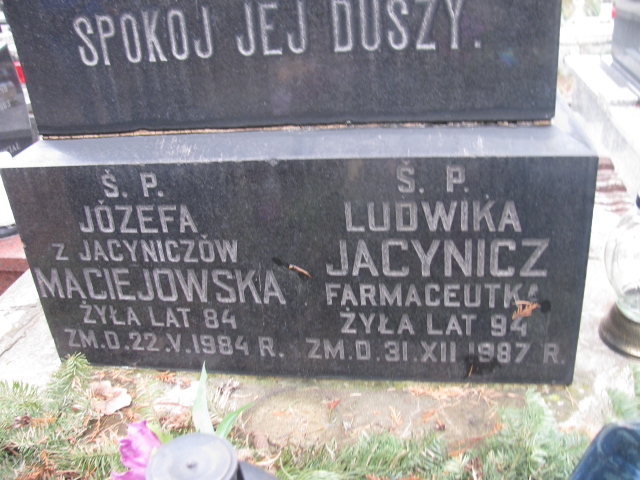 SPOKÓJ JEJ DUSZY.
Ś. P.
JÓZEFA
Z JACYNICZÓW
MACIEJOWSKA
ŻYŁA LAT 84
ZM.D.22.V.1984 R.
Ś. P.
LUDWIKA
JACYNICZ
FARMACEUTKA
ŻYŁA LAT 94
ZM.D.31.XII 1987 R.